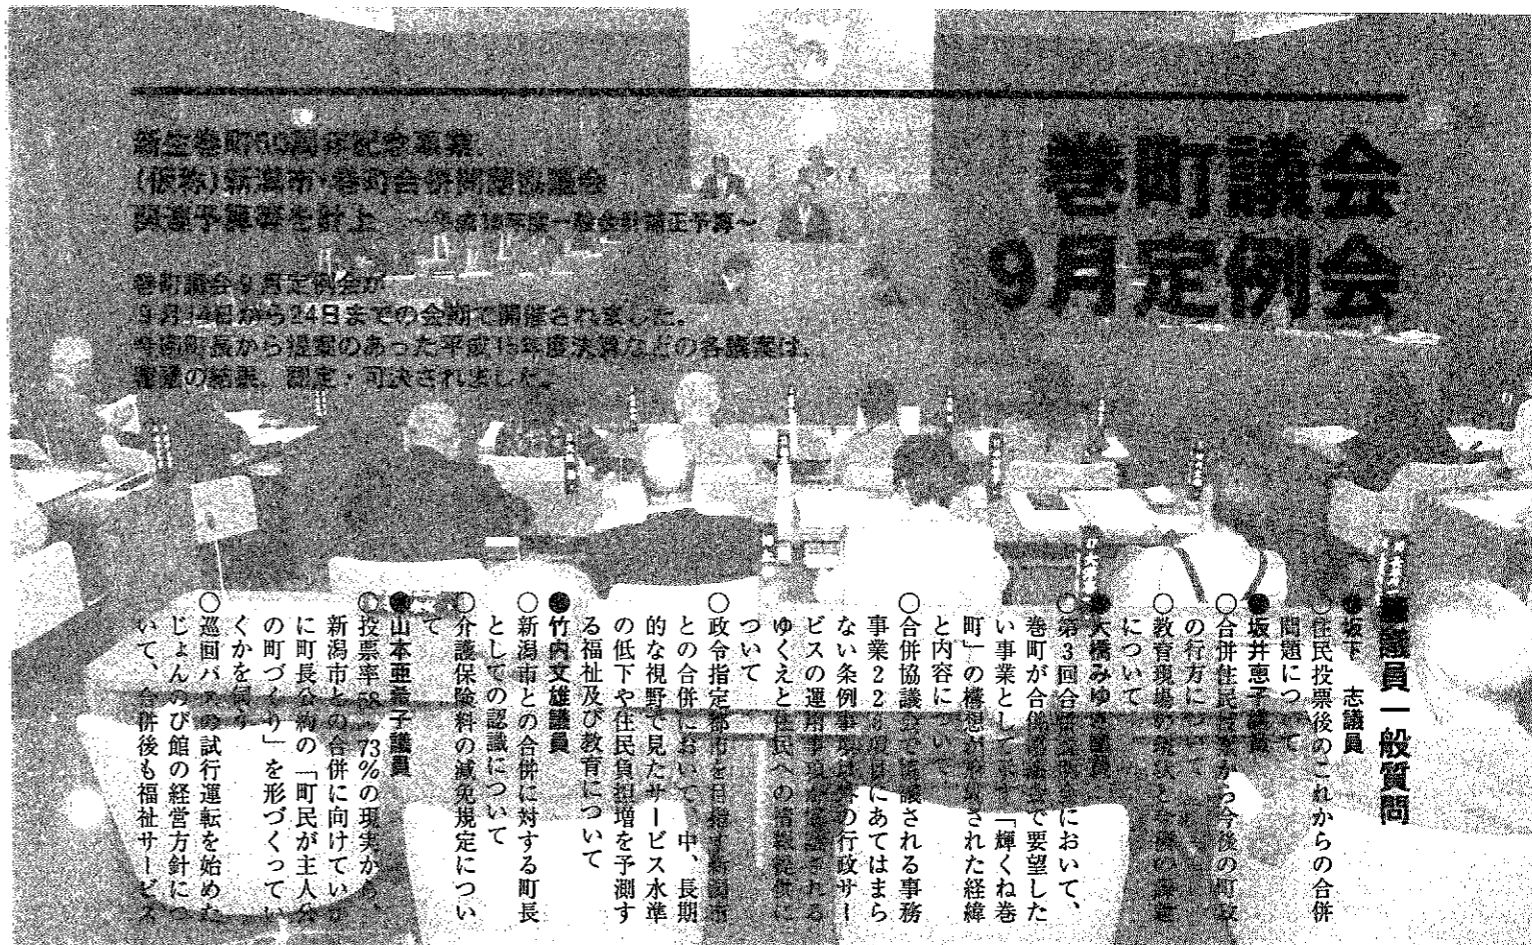 巻町議会
9月定例会
新生巻町50周年記念事業
(仮称)新潟市・巻町合併問題協議会
関連予算等を計上 ～平成16年度一般会計補正予算～
巻町議会9月定例会が
9月14日から24日までの会期で開催されました。
町長から提案のあった平成15年度決算などの各議案は、
審議の結果、認定・可決されました。
議員一般質問
●坂下 志議員
○住民投票後のこれからの合併
問題について
●坂井恵子議員
○合併住民投票から今後の町政
の行方について
○教育現場の現状と今後の
について
●大橋みゆき議員
○第3回合併協議会において、
巻町が合併協議会で要望した
い事業として示す「輝くね巻
町」の構想が提案された経緯
と内容について
○合併協議会で協議される事務
事業22 項目にあてはまら
ない条例事項以外の行政サー
ビスの運用事項が協議される
ゆくえと住民への情報提供に
ついて
○政令指定都市を目指す新潟市
との合併において、中、長期
的な視野で見たサービス水準
の低下や住民負担増を予測す
る福祉及び教育について
●竹内文雄議員
○新潟市との合併に対する町長
としての認識について
○介護保険料の減免規定につい
て
●山本亜希子議員
○投票率58.73%の現実から、
新潟市との合併に向けていか
に町長公約の「町民が主人公
の町づくり」を形づくってい
くかを伺う
○巡回バスの試行運転を始めた
じょんのび館の経営方針につ
いて、合併後も福祉サービス